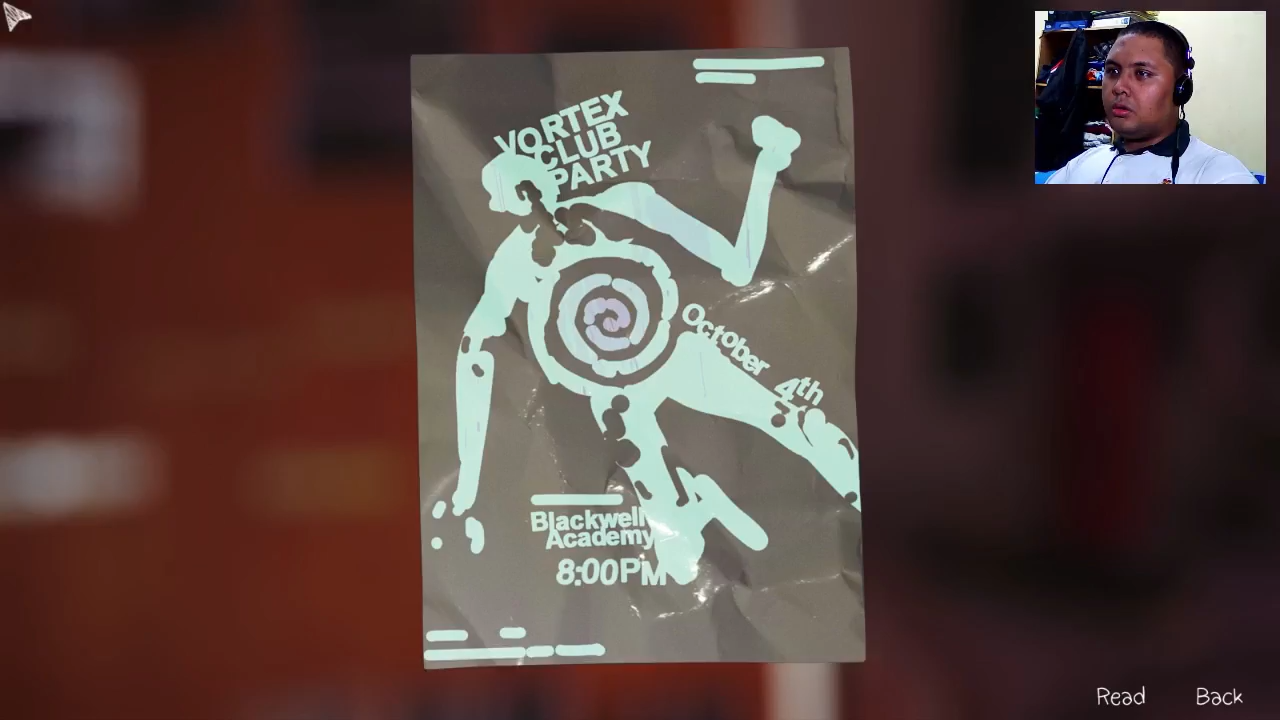 VORTEX
CLUB
PARTY
October 4th
Blackwell
Academy
8:00PM
Read Back